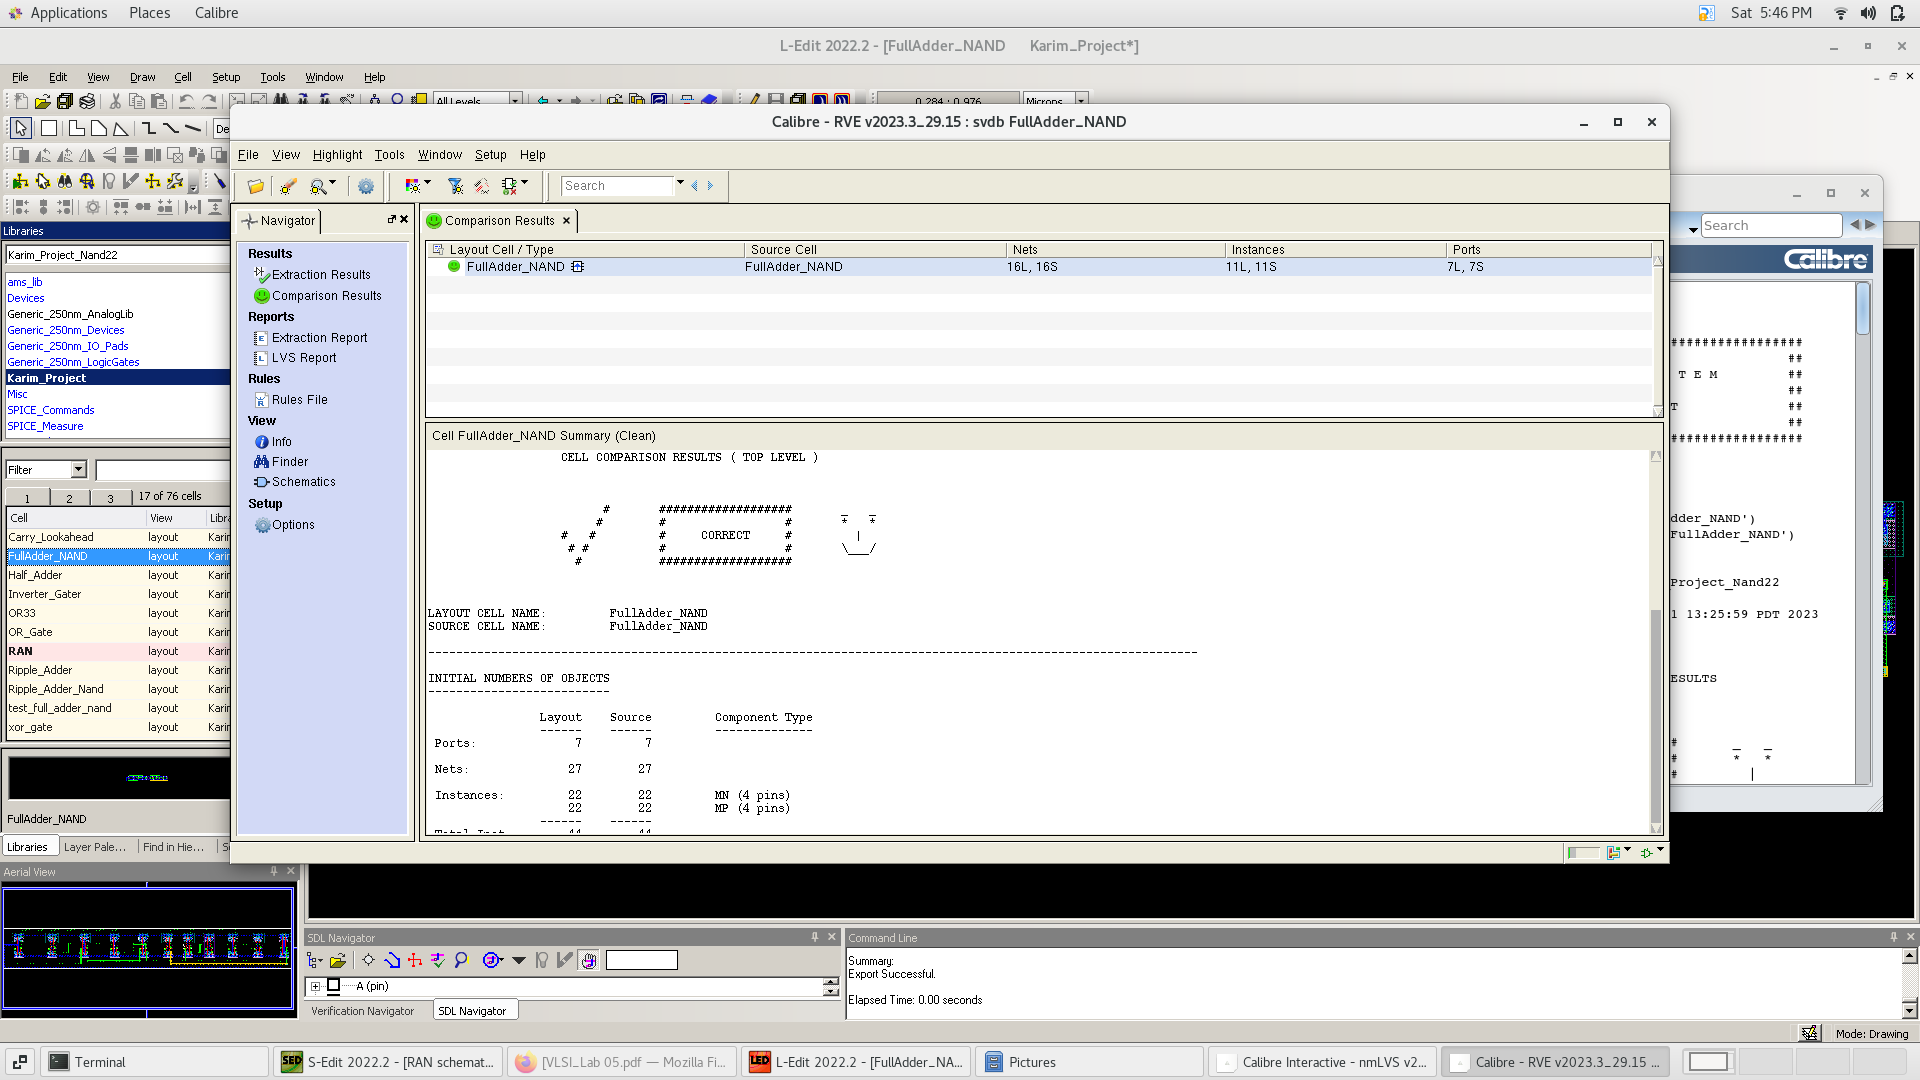 Applications Places Calibre Sat 5:46 PM
L-Edit 2022.2 - [FullAdder_NAND Karim_Project*]
File Edit View Draw Cell Setup Tools Window Help
All Levels 0.284 : 0.976 Microns
Calibre - RVE v2023.3_29.15 : svdb FullAdder_NAND
File View Highlight Tools Window Setup Help
Search
Navigator
Results
Extraction Results
Comparison Results
Reports
Extraction Report
LVS Report
Rules
Rules File
View
Info
Finder
Schematics
Setup
Options
Comparison Results
Layout Cell / Type Source Cell Nets Instances Ports
FullAdder_NAND FullAdder_NAND 16L, 16S 11L, 11S 7L, 7S
Cell FullAdder_NAND Summary (Clean)
CELL COMPARISON RESULTS ( TOP LEVEL )
# ################### _ _
# # # * *
# # # CORRECT # |
# # # # \___/
# ###################
LAYOUT CELL NAME: FullAdder_NAND
SOURCE CELL NAME: FullAdder_NAND
INITIAL NUMBERS OF OBJECTS
Layout Source Component Type
Ports: 7 7
Nets: 27 27
Instances: 22 22 MN (4 pins)
22 22 MP (4 pins)
Search
Calibre
#################
##
T E M ##
##
T ##
##
#################
dder_NAND')
FullAdder_NAND')
Project_Nand22
1 13:25:59 PDT 2023
ESULTS
Libraries
Karim_Project_Nand22
ams_lib
Devices
Generic_250nm_AnalogLib
Generic_250nm_Devices
Generic_250nm_IO_Pads
Generic_250nm_LogicGates
Karim_Project
Misc
SPICE_Commands
SPICE_Measure
Filter
1 2 3 17 of 76 cells
Cell View Libra
Carry_Lookahead layout Karir
FullAdder_NAND layout Karir
Half_Adder layout Karir
Inverter_Gater layout Karir
OR33 layout Karir
OR_Gate layout Karir
RAN layout Karir
Ripple_Adder layout Karir
Ripple_Adder_Nand layout Karir
test_full_adder_nand layout Karir
xor_gate layout Karir
FullAdder_NAND
Libraries Layer Pale... Find in Hie... S
Aerial View
SDL Navigator
A (pin)
Verification Navigator SDL Navigator
Command Line
Summary:
Export Successful.
Elapsed Time: 0.00 seconds
Mode: Drawing
Terminal S-Edit 2022.2 - [RAN schemat... [VLSI_Lab 05.pdf — Mozilla Fi... L-Edit 2022.2 - [FullAdder_NA... Pictures Calibre Interactive - nmLVS v2... Calibre - RVE v2023.3_29.15 ...